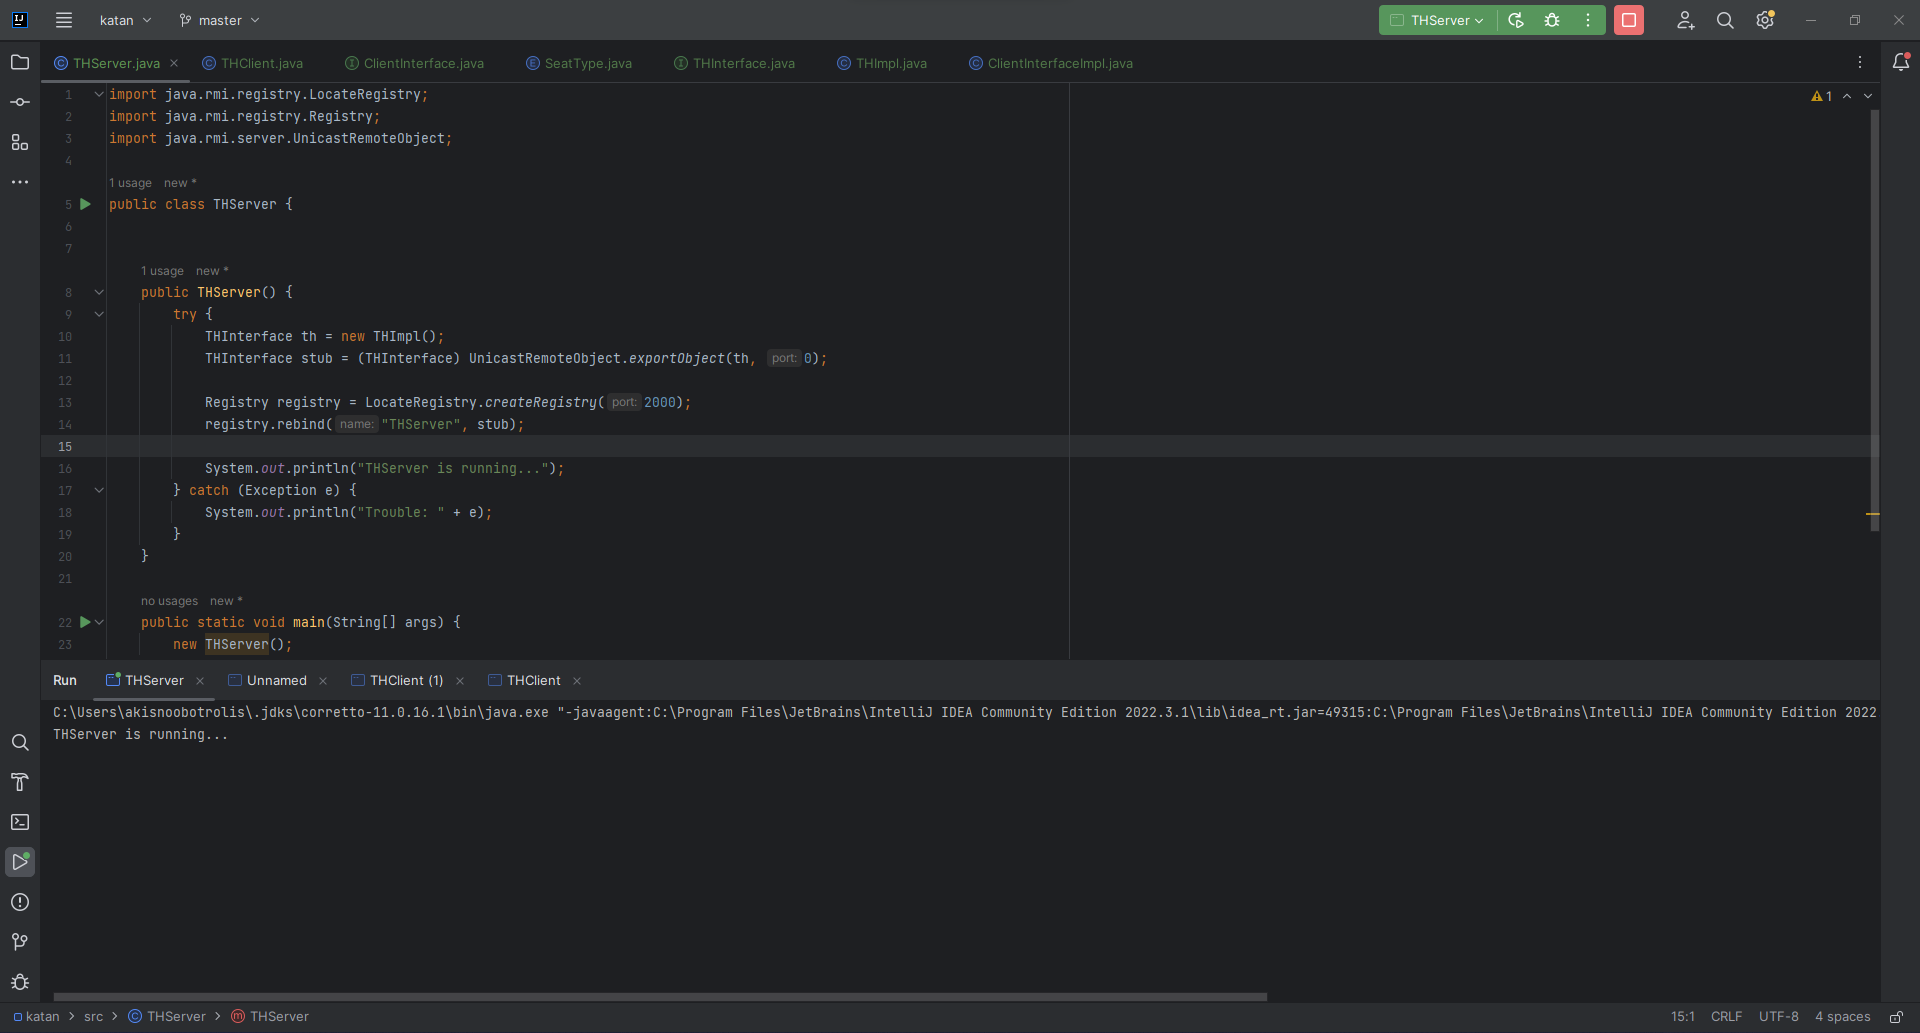 katan master THServer
THServer.java THClient.java ClientInterface.java SeatType.java THInterface.java THImpl.java ClientInterfaceImpl.java
1 import java.rmi.registry.LocateRegistry; 1
2 import java.rmi.registry.Registry;
3 import java.rmi.server.UnicastRemoteObject;
4
1 usage new *
5 public class THServer {
6
7
1 usage new *
8 public THServer() {
9 try {
10 THInterface th = new THImpl();
11 THInterface stub = (THInterface) UnicastRemoteObject.exportObject(th, port: 0);
12
13 Registry registry = LocateRegistry.createRegistry( port: 2000);
14 registry.rebind( name: "THServer", stub);
15
16 System.out.println("THServer is running...");
17 } catch (Exception e) {
18 System.out.println("Trouble: " + e);
19 }
20 }
21
no usages new *
22 public static void main(String[] args) {
23 new THServer();
Run THServer Unnamed THClient (1) THClient
C:\Users\akisnoobotrolis\.jdks\corretto-11.0.16.1\bin\java.exe "-javaagent:C:\Program Files\JetBrains\IntelliJ IDEA Community Edition 2022.3.1\lib\idea_rt.jar=49315:C:\Program Files\JetBrains\IntelliJ IDEA Community Edition 2022
THServer is running...
katan > src > THServer > THServer 15:1 CRLF UTF-8 4 spaces